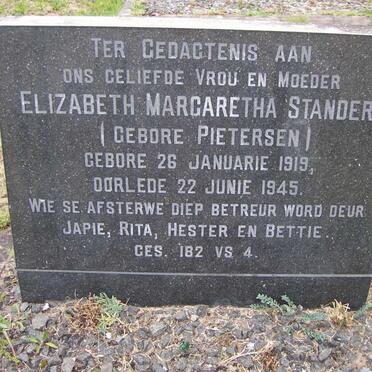 TER GEDAGTENIS AAN
ONS GELIEFDE VROU EN MOEDER
ELIZABETH MARGARETHA STANDER
(GEBORE PIETERSEN)
GEBORE 26 JANUARIE 1919,
OORLEDE 22 JUNIE 1945.
WIE SE AFSTERWE DIEP BETREUR WORD DEUR
JAPIE, RITA, HESTER EN BETTIE.
GES. 182 VS 4.